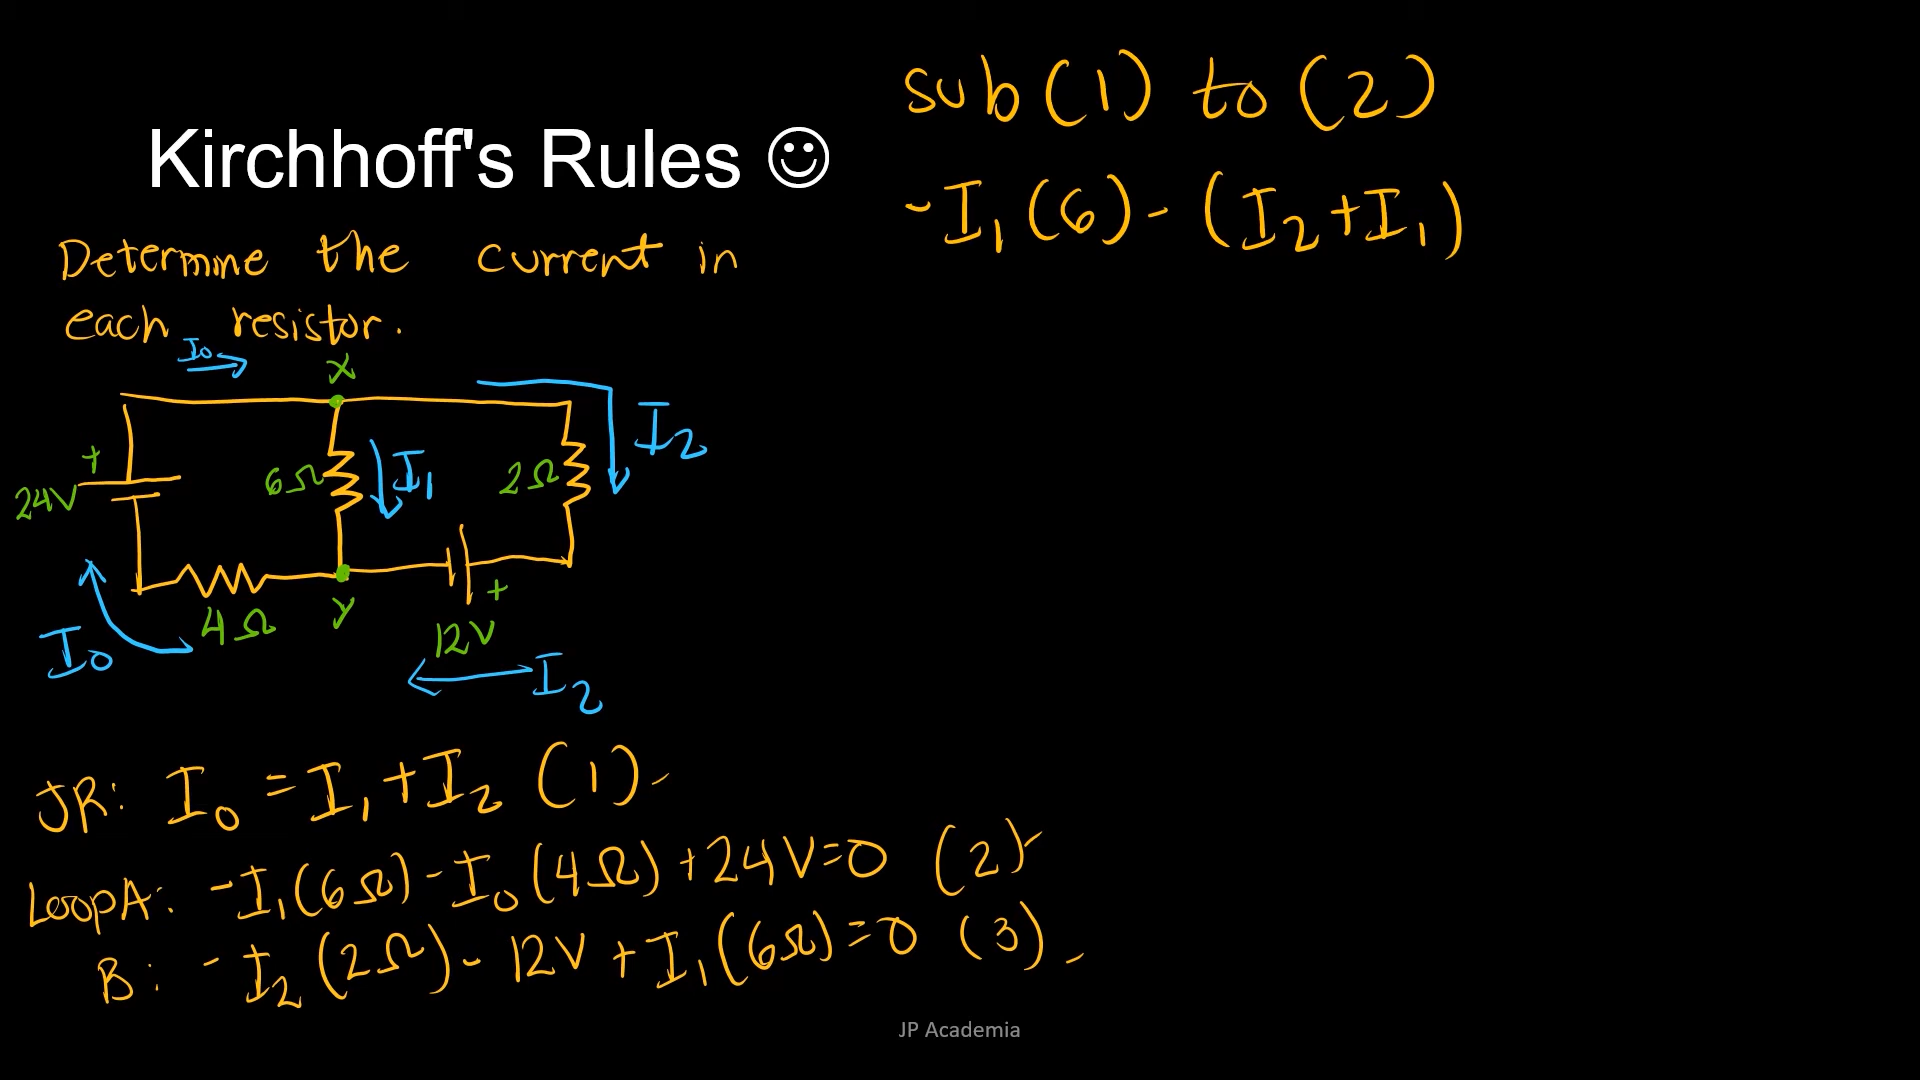 Kirchhoff's Rules ☺
Determine the current in
each resistor.
I₀
X
24V
+
6Ω
I₁
2Ω
I₂
I₀
4Ω
y
12V
+
I₂
JR: I₀ = I₁ + I₂ (1)
LoopA: -I₁(6Ω) - I₀(4Ω) + 24V = 0 (2)
B: -I₂(2Ω) - 12V + I₁(6Ω) = 0 (3)
sub (1) to (2)
-I₁(6) - (I₂ + I₁)
JP Academia